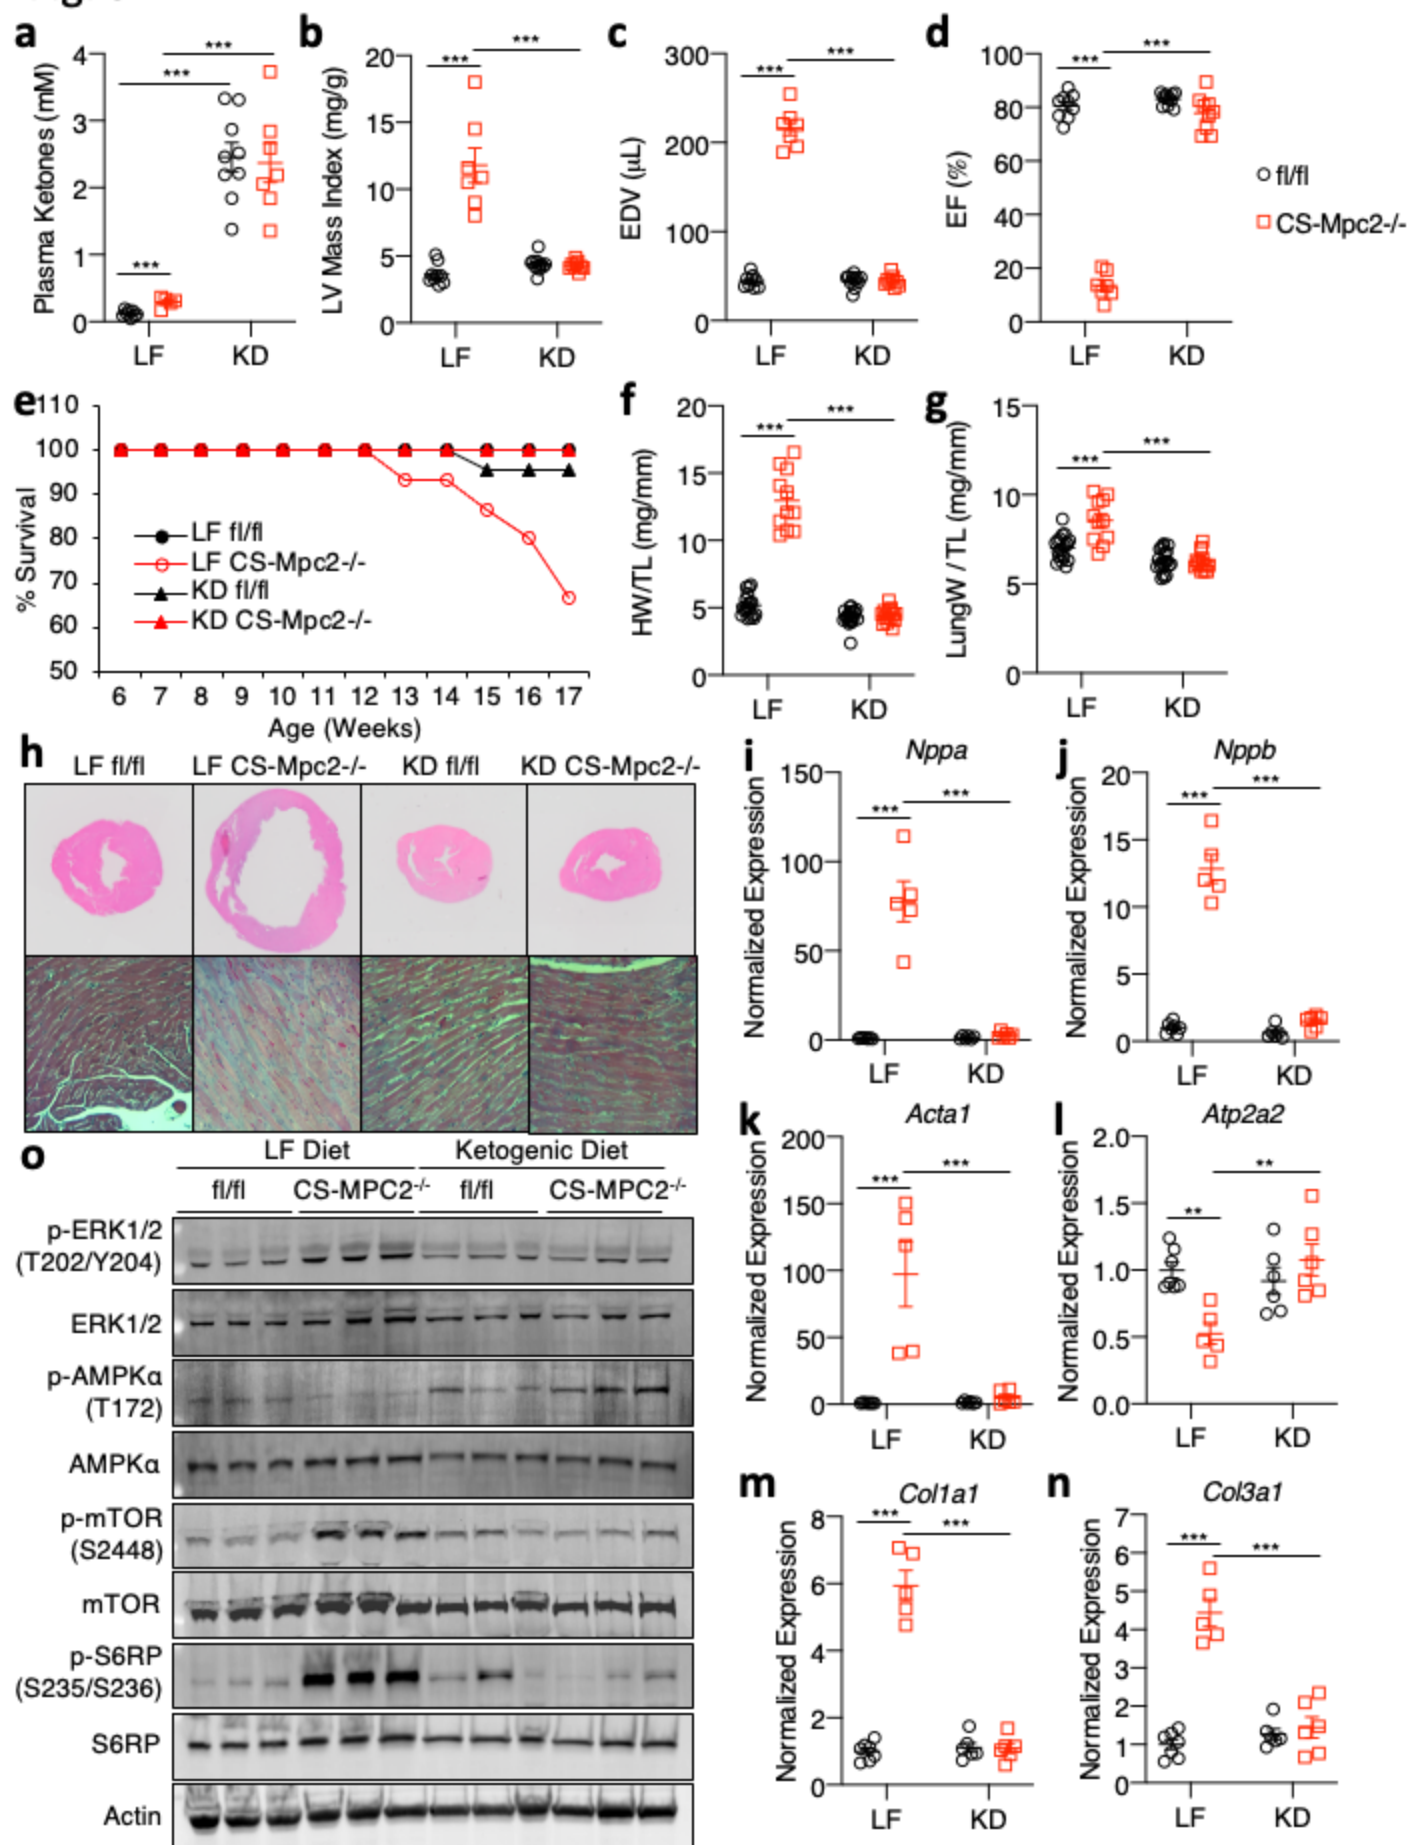 a
Plasma Ketones (mM)
4
3
2
1
0
***
***
***
LF
KD
b
LV Mass Index (mg/g)
20
15
10
5
0
***
***
LF
KD
c
EDV (µL)
300
200
100
0
***
***
LF
KD
d
EF (%)
100
80
60
40
20
0
***
***
LF
KD
fl/fl
CS-Mpc2-/-
e
% Survival
110
100
90
80
70
60
50
LF fl/fl
LF CS-Mpc2-/-
KD fl/fl
KD CS-Mpc2-/-
6 7 8 9 10 11 12 13 14 15 16 17
Age (Weeks)
f
HW/TL (mg/mm)
20
15
10
5
0
***
***
LF
KD
g
LungW / TL (mg/mm)
15
10
5
0
***
***
LF
KD
h
LF fl/fl
LF CS-Mpc2-/-
KD fl/fl
KD CS-Mpc2-/-
i
Nppa
Normalized Expression
150
100
50
0
***
***
LF
KD
j
Nppb
Normalized Expression
20
15
10
5
0
***
***
LF
KD
k
Acta1
Normalized Expression
200
150
100
50
0
***
***
LF
KD
l
Atp2a2
Normalized Expression
2.0
1.5
1.0
0.5
0.0
**
**
LF
KD
m
Col1a1
Normalized Expression
8
6
4
2
0
***
***
LF
KD
n
Col3a1
Normalized Expression
7
6
5
4
3
2
1
0
***
***
LF
KD
o
LF Diet
Ketogenic Diet
fl/fl
CS-MPC2-/-
fl/fl
CS-MPC2-/-
p-ERK1/2
(T202/Y204)
ERK1/2
p-AMPKα
(T172)
AMPKα
p-mTOR
(S2448)
mTOR
p-S6RP
(S235/S236)
S6RP
Actin